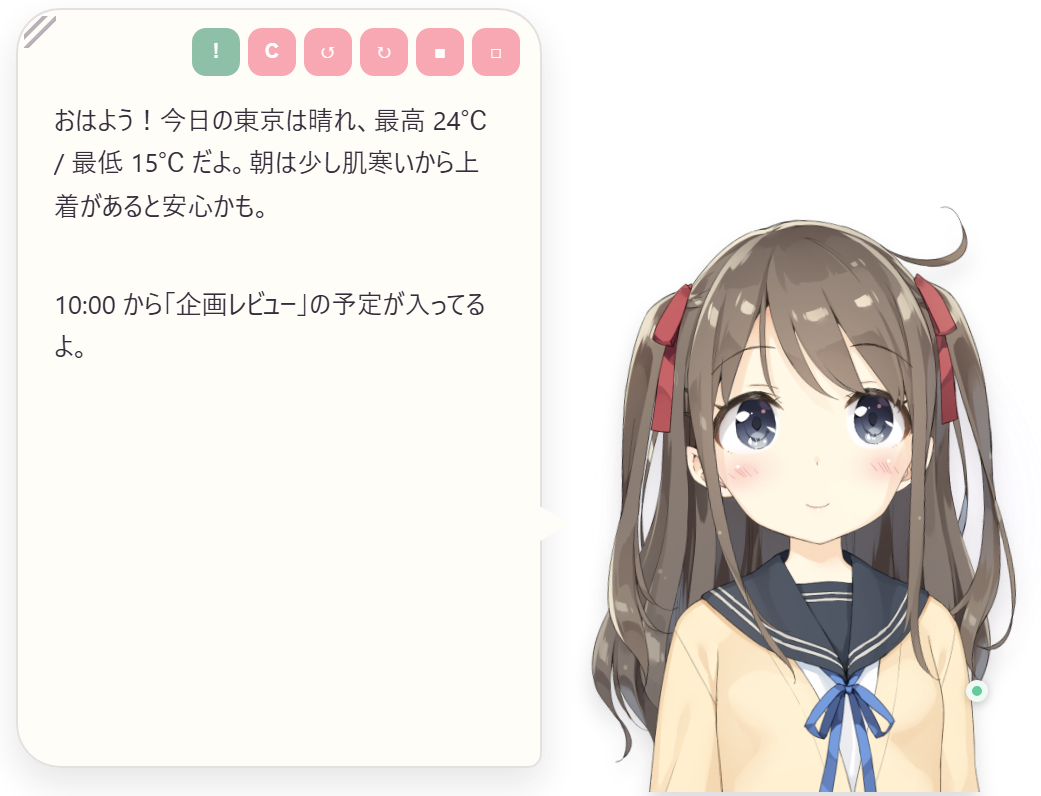 ! C ↺ ↻ ■ □
おはよう！今日の東京は晴れ、最高 24°C
/ 最低 15°C だよ。朝は少し肌寒いから上
着があると安心かも。
10:00 から「企画レビュー」の予定が入ってる
よ。